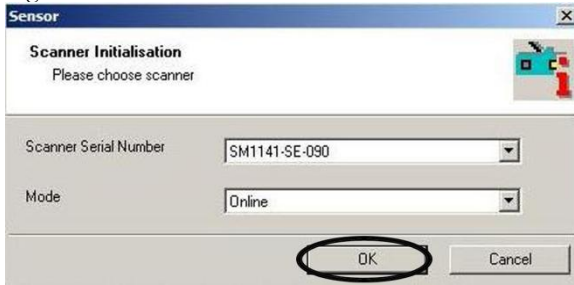 Sensor
Scanner Initialisation
Please choose scanner
Scanner Serial Number
SM1141-SE-090
Mode
Online
OK
Cancel